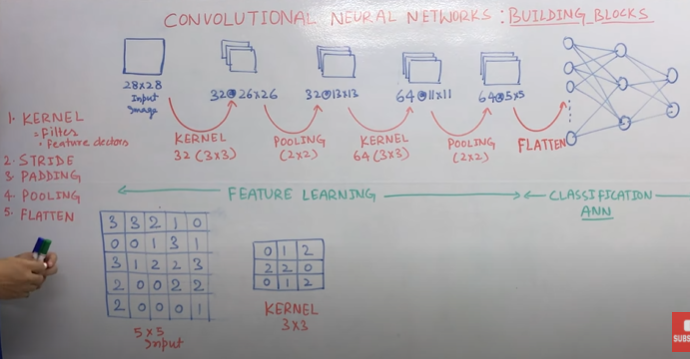 CONVOLUTIONAL NEURAL NETWORKS : BUILDING BLOCKS
28x28
Input
Image
32@26x26
32@13x13
64@11x11
64@5x5
KERNEL
32 (3x3)
POOLING
(2x2)
KERNEL
64 (3x3)
POOLING
(2x2)
FLATTEN
1. KERNEL
= Filter
• Feature dectors
2. STRIDE
3. PADDING
4. POOLING
5. FLATTEN
FEATURE LEARNING
CLASSIFICATION
ANN
3 3 2 1 0
0 0 1 3 1
3 1 2 2 3
2 0 0 2 2
2 0 0 0 1
5x5
Input
0 1 2
2 2 0
0 1 2
KERNEL
3x3
SUBS